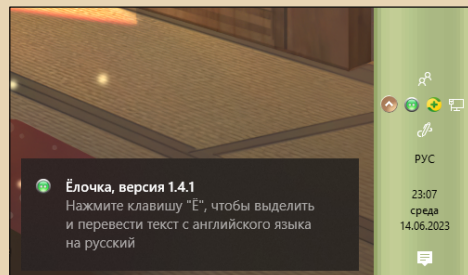 Ёлочка, версия 1.4.1
Нажмите клавишу "Ё", чтобы выделить
и перевести текст с английского языка
на русский
РУС
23:07
среда
14.06.2023